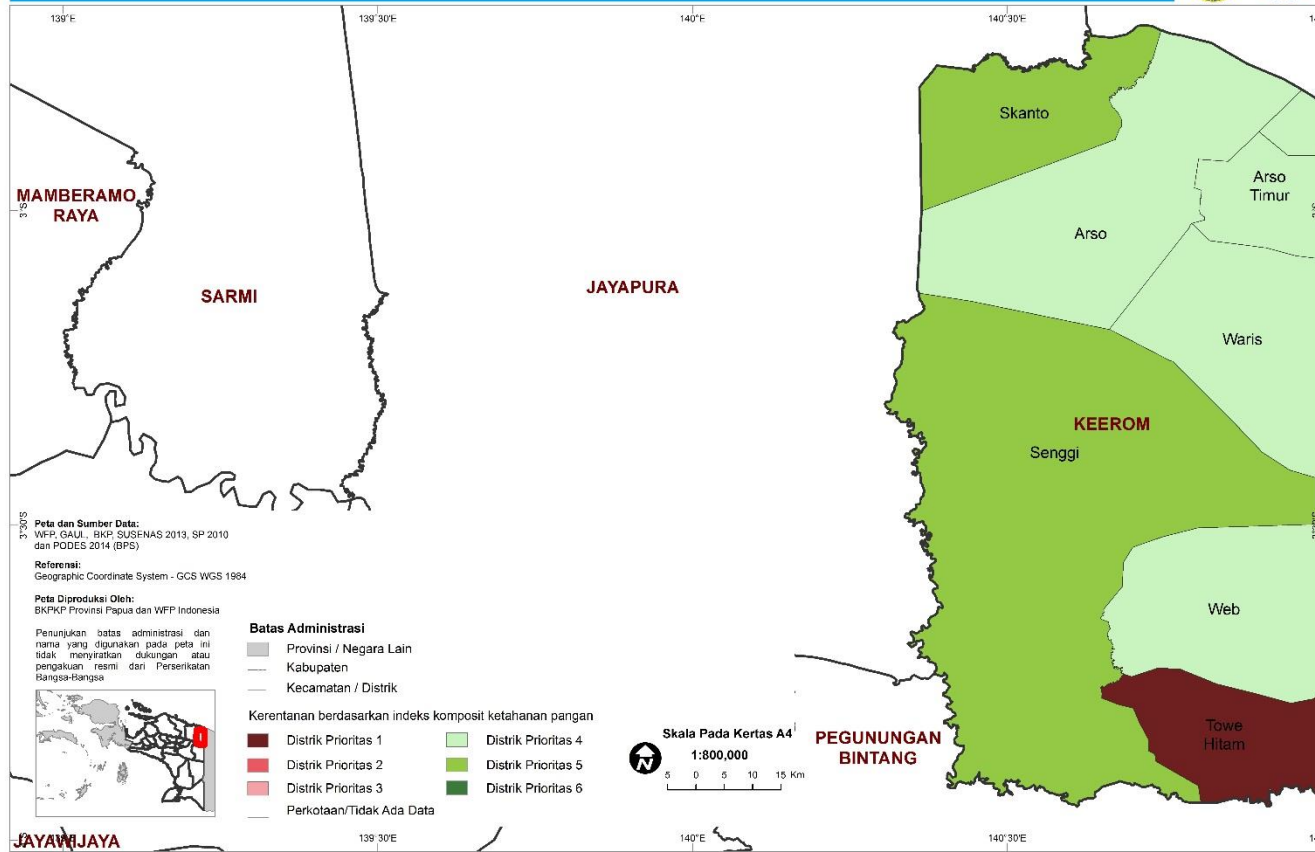 139°E
139°30'E
140°E
140°30'E
Skanto
Arso
Timur
MAMBERAMO
RAYA
3°S
Arso
JAYAPURA
SARMI
Waris
KEEROM
Senggi
3°30'S
Peta dan Sumber Data:
WFP, GAUL, BKP, SUSENAS 2013, SP 2010
dan PODES 2014 (BPS)
Referensi:
Geographic Coordinate System - GCS WGS 1984
Peta Diproduksi Oleh:
BKPKP Provinsi Papua dan WFP Indonesia
Penunjukan batas administrasi dan
nama yang digunakan pada peta ini
tidak menyiratkan dukungan atau
pengakuan resmi dari Perserikatan
Bangsa-Bangsa
Batas Administrasi
Provinsi / Negara Lain
Kabupaten
Kecamatan / Distrik
Kerentanan berdasarkan indeks komposit ketahanan pangan
Distrik Prioritas 1
Distrik Prioritas 2
Distrik Prioritas 3
Perkotaan/Tidak Ada Data
Distrik Prioritas 4
Distrik Prioritas 5
Distrik Prioritas 6
Skala Pada Kertas A4
1:800,000
5 0 5 10 15 Km
Web
Towe
Hitam
PEGUNUNGAN
BINTANG
JAYAWIJAYA
139°30'E
140°E
140°30'E